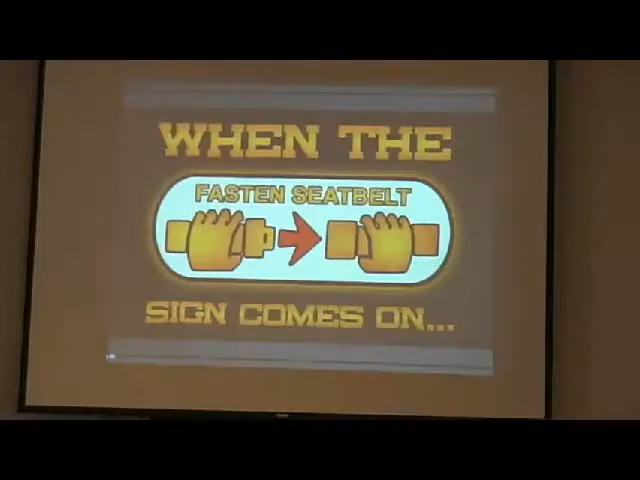 WHEN THE
FASTEN SEATBELT
SIGN COMES ON...